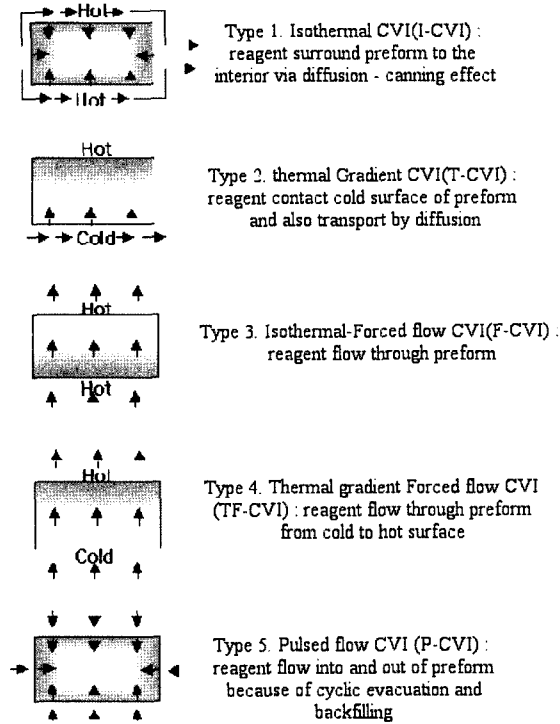 Hot
Hot
Type 1. Isothermal CVI(I-CVI) :
reagent surround preform to the
interior via diffusion - canning effect
Hot
Cold
Type 2. thermal Gradient CVI(T-CVI) :
reagent contact cold surface of preform
and also transport by diffusion
Hot
Hot
Type 3. Isothermal-Forced flow CVI(F-CVI) :
reagent flow through preform
Hot
Cold
Type 4. Thermal gradient Forced flow CVI
(TF-CVI) : reagent flow through preform
from cold to hot surface
Type 5. Pulsed flow CVI (P-CVI) :
reagent flow into and out of preform
because of cyclic evacuation and
backfilling